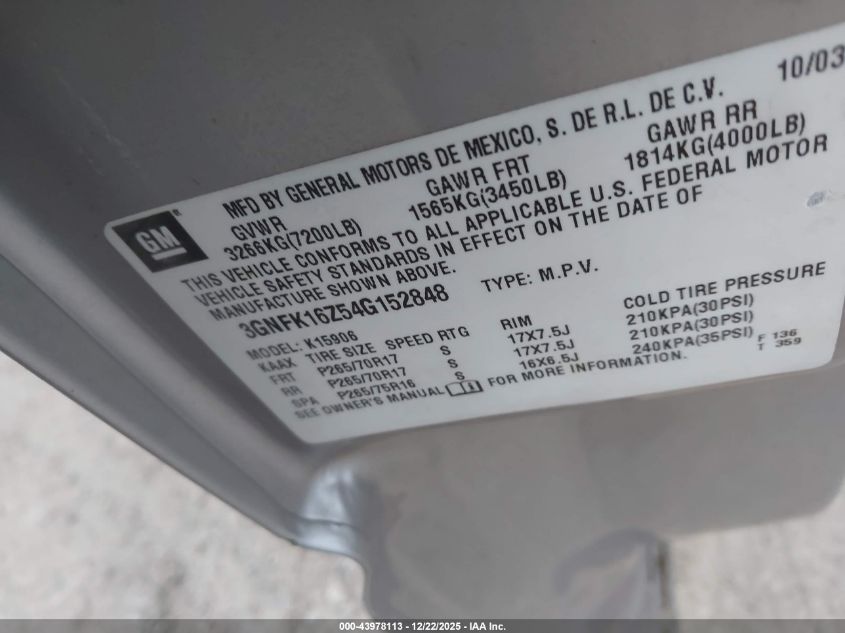 GM
MFD BY GENERAL MOTORS DE MEXICO, S. DE R.L. DE C.V. 10/03
GVWR GAWR FRT GAWR RR
3266KG(7200LB) 1565KG(3450LB) 1814KG(4000LB)
THIS VEHICLE CONFORMS TO ALL APPLICABLE U.S. FEDERAL MOTOR
VEHICLE SAFETY STANDARDS IN EFFECT ON THE DATE OF
MANUFACTURE SHOWN ABOVE.
3GNFK16Z54G152848 TYPE: M.P.V.
MODEL: K15906
KAAX TIRE SIZE SPEED RTG RIM COLD TIRE PRESSURE
FRT P265/70R17 S 17X7.5J 210KPA(30PSI)
RR P265/70R17 S 17X7.5J 210KPA(30PSI)
SPA P265/75R16 S 16X6.5J 240KPA(35PSI) F 136
T 359
SEE OWNER'S MANUAL FOR MORE INFORMATION.
000-43978113 - 12/22/2025 - IAA Inc.